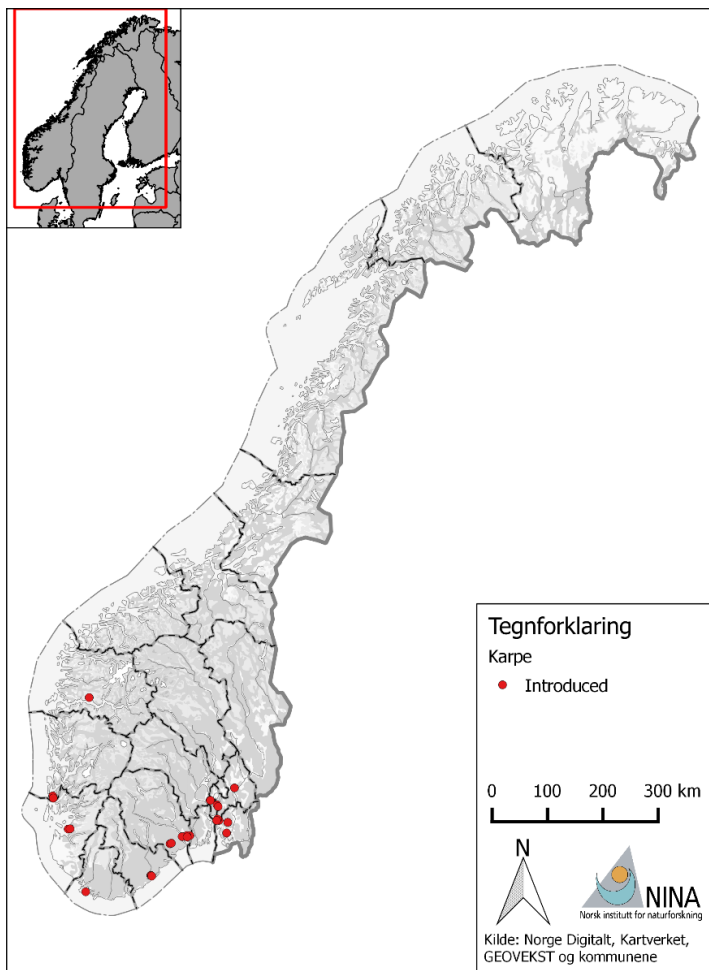 Tegnforklaring
Karpe
Introduced
0 100 200 300 km
N
NINA
Norsk institutt for naturforskning
Kilde: Norge Digitalt, Kartverket,
GEOVEKST og kommunene